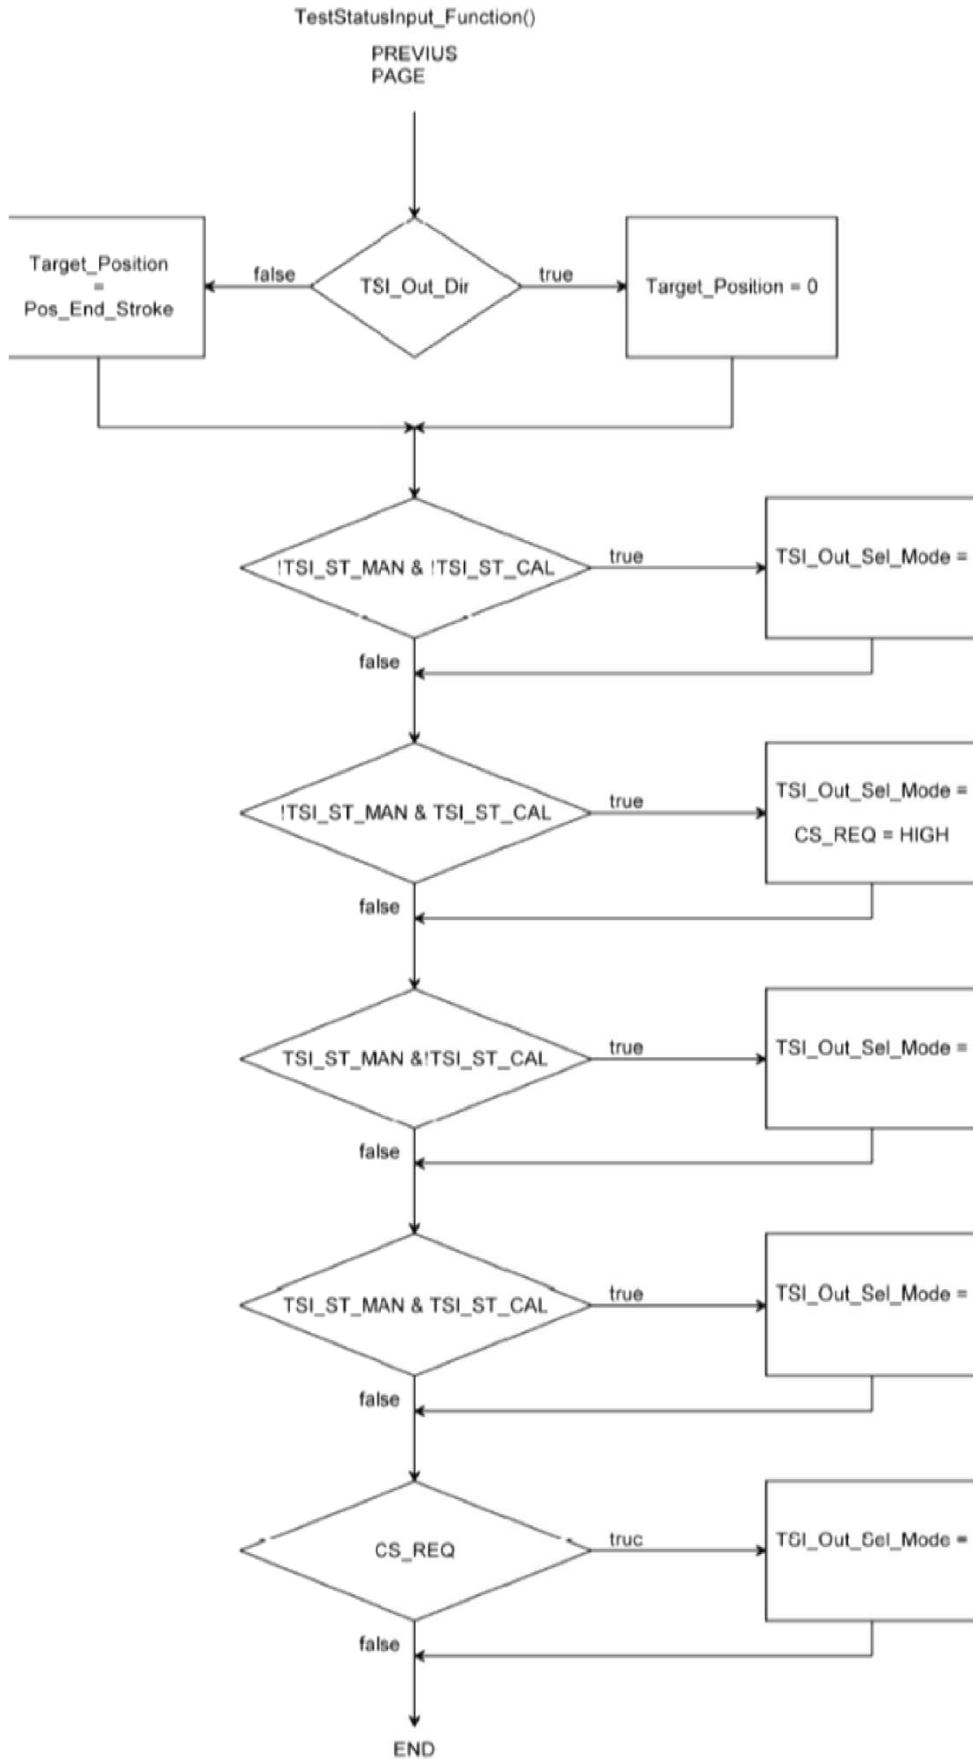 TestStatusInput_Function()
PREVIUS
PAGE
Target_Position
=
Pos_End_Stroke
false
TSI_Out_Dir
true
Target_Position = 0
!TSI_ST_MAN & !TSI_ST_CAL
true
TSI_Out_Sel_Mode =
false
!TSI_ST_MAN & TSI_ST_CAL
true
TSI_Out_Sel_Mode =
CS_REQ = HIGH
false
TSI_ST_MAN &!TSI_ST_CAL
true
TSI_Out_Sel_Mode =
false
TSI_ST_MAN & TSI_ST_CAL
true
TSI_Out_Sel_Mode =
false
CS_REQ
true
TSI_Out_Sel_Mode =
false
END